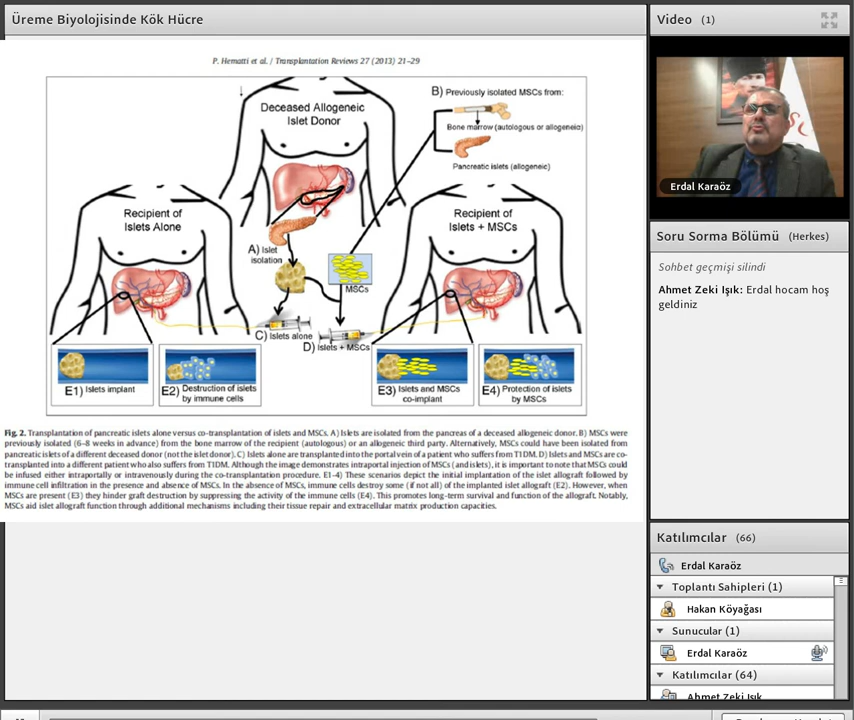 Üreme Biyolojisinde Kök Hücre
P. Hematti et al. / Transplantation Reviews 27 (2013) 21–29
Deceased Allogeneic
Islet Donor
B) Previously isolated MSCs from:
Bone marrow (autologous or allogeneic)
Pancreatic islets (allogeneic)
Recipient of
Islets Alone
Recipient of
Islets + MSCs
A) Islet
isolation
MSCs
C) Islets alone
D) Islets + MSCs
E1) Islets implant
E2) Destruction of islets
by immune cells
E3) Islets and MSCs
co-implant
E4) Protection of islets
by MSCs
Fig. 2. Transplantation of pancreatic islets alone versus co-transplantation of islets and MSCs. A) Islets are isolated from the pancreas of a deceased allogeneic donor. B) MSCs were
previously isolated (6–8 weeks in advance) from the bone marrow of the recipient (autologous) or an allogeneic third party. Alternatively, MSCs could have been isolated from
pancreatic islets of a different deceased donor (not the islet donor). C) Islets alone are transplanted into the portal vein of a patient who suffers from T1DM. D) Islets and MSCs are co-
transplanted into a different patient who also suffers from T1DM. Although the image demonstrates intraportal injection of MSCs (and islets), it is important to note that MSCs could
be infused either intraportally or intravenously during the co-transplantation procedure. E1–4) These scenarios depict the initial implantation of the islet allograft followed by
immune cell infiltration in the presence and absence of MSCs. In the absence of MSCs, immune cells destroy some (if not all) of the implanted islet allograft (E2). However, when
MSCs are present (E3) they hinder graft destruction by suppressing the activity of the immune cells (E4). This promotes long-term survival and function of the allograft. Notably,
MSCs aid islet allograft function through additional mechanisms including their tissue repair and extracellular matrix production capacities.
Video (1)
Erdal Karaöz
Soru Sorma Bölümü (Herkes)
Sohbet geçmişi silindi
Ahmet Zeki Işık: Erdal hocam hoş
geldiniz
Katılımcılar (66)
Erdal Karaöz
Toplantı Sahipleri (1)
Hakan Köyağası
Sunucular (1)
Erdal Karaöz
Katılımcılar (64)
Ahmet Zeki Işık